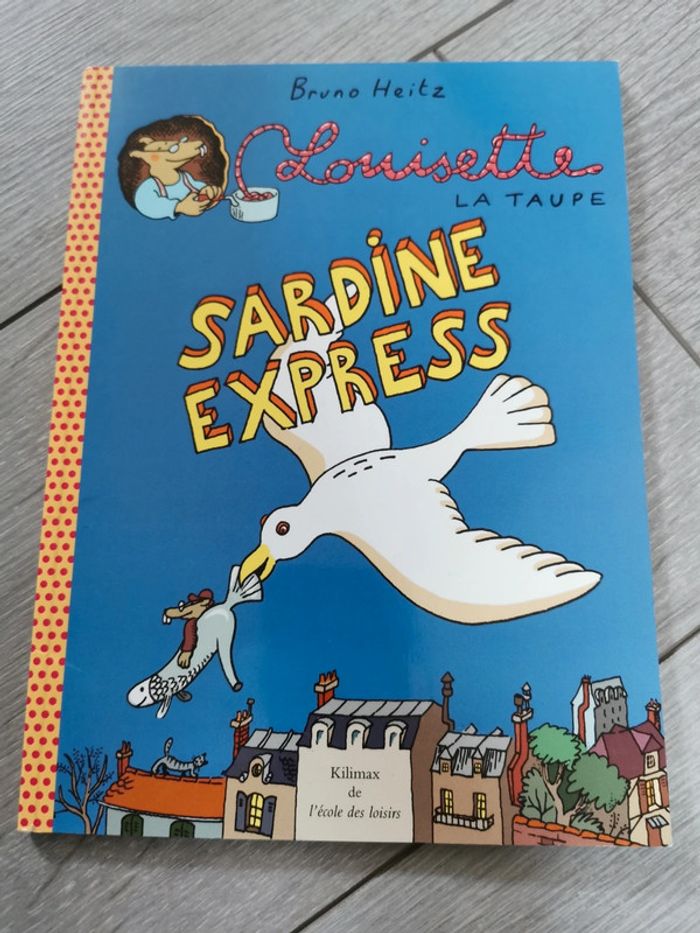 Bruno Heitz
Louisette
LA TAUPE
SARDINE
EXPRESS
Kilimax
de
l'école des loisirs